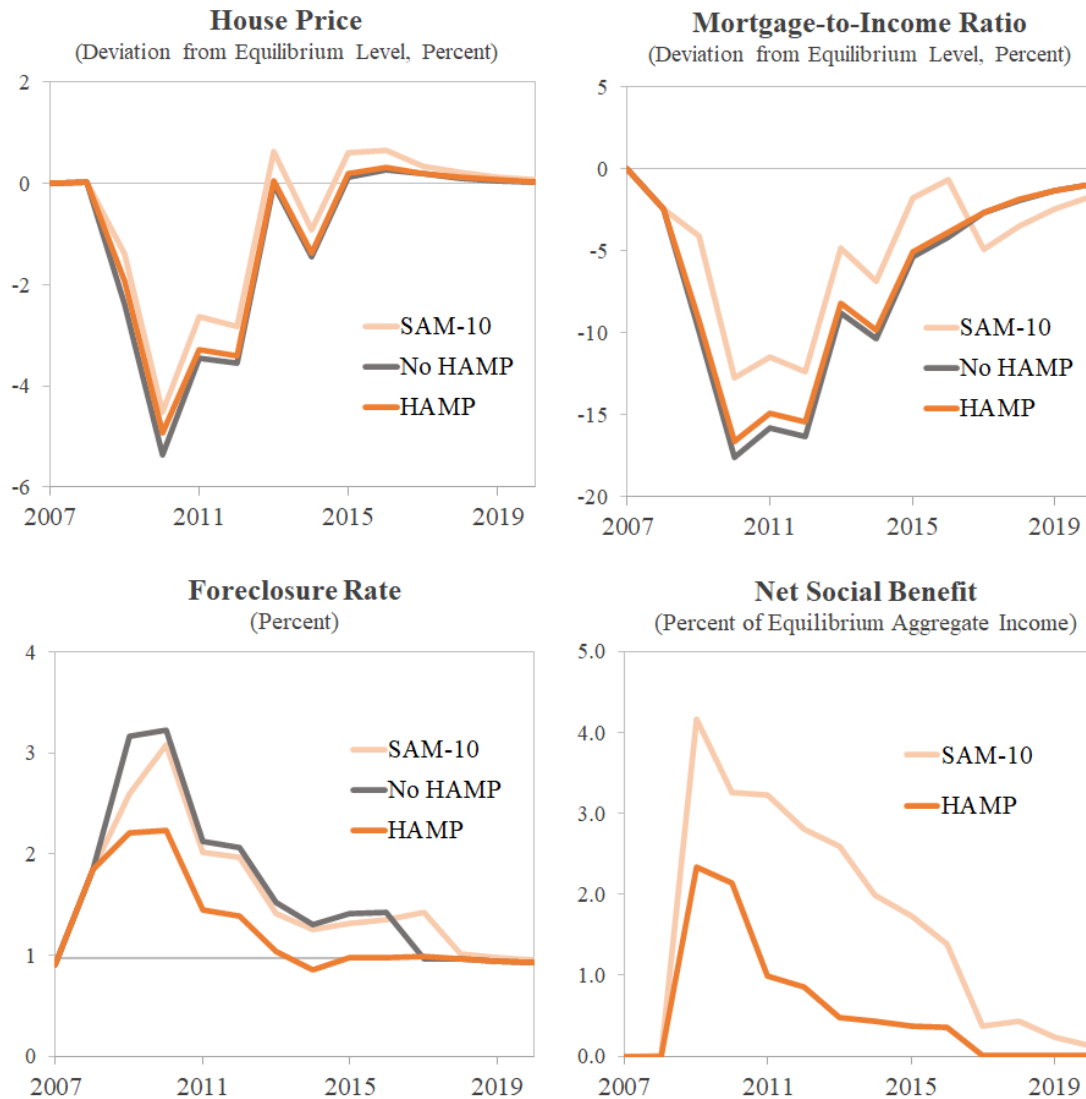 House Price
(Deviation from Equilibrium Level, Percent)
2
0
-2
-4
-6
SAM-10
No HAMP
HAMP
2007 2011 2015 2019
Mortgage-to-Income Ratio
(Deviation from Equilibrium Level, Percent)
5
0
-5
-10
-15
-20
SAM-10
No HAMP
HAMP
2007 2011 2015 2019
Foreclosure Rate
(Percent)
4
3
2
1
0
SAM-10
No HAMP
HAMP
2007 2011 2015 2019
Net Social Benefit
(Percent of Equilibrium Aggregate Income)
5.0
4.0
3.0
2.0
1.0
0.0
SAM-10
HAMP
2007 2011 2015 2019